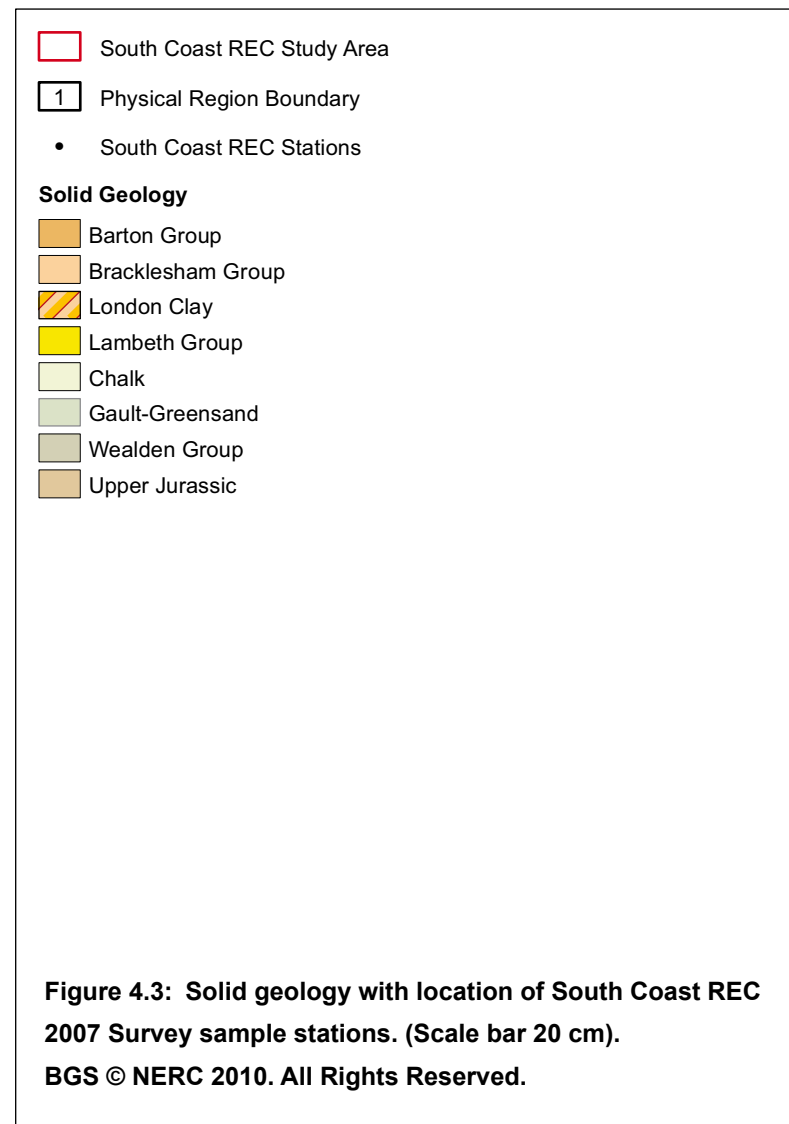 South Coast REC Study Area
1 Physical Region Boundary
South Coast REC Stations
Solid Geology
Barton Group
Bracklesham Group
London Clay
Lambeth Group
Chalk
Gault-Greensand
Wealden Group
Upper Jurassic
Figure 4.3: Solid geology with location of South Coast REC
2007 Survey sample stations. (Scale bar 20 cm).
BGS © NERC 2010. All Rights Reserved.